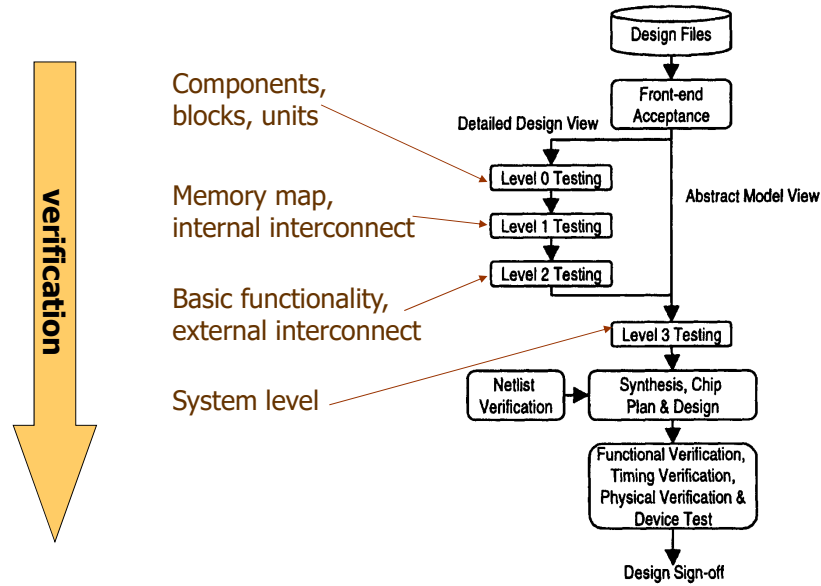 Design Files
Components,
blocks, units
Front-end
Acceptance
Detailed Design View
Level 0 Testing
verification
Memory map,
internal interconnect
Abstract Model View
Level 1 Testing
Level 2 Testing
Basic functionality,
external interconnect
Level 3 Testing
System level
Netlist
Verification
Synthesis, Chip
Plan & Design
Functional Verification,
Timing Verification,
Physical Verification &
Device Test
Design Sign-off